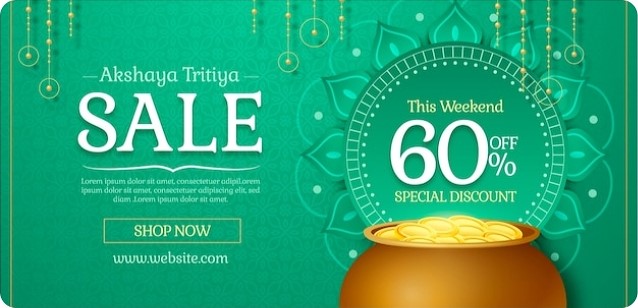 Akshaya Tritiya
SALE
Lorem ipsum dolor sit amet, consectetuer adipil.orem
ipsum dolor sit amet, consectetuer adipiscing elit, sed
diam .Lorem ipsum dolor sit amet.
SHOP NOW
www.website.com
This Weekend
60% OFF
SPECIAL DISCOUNT